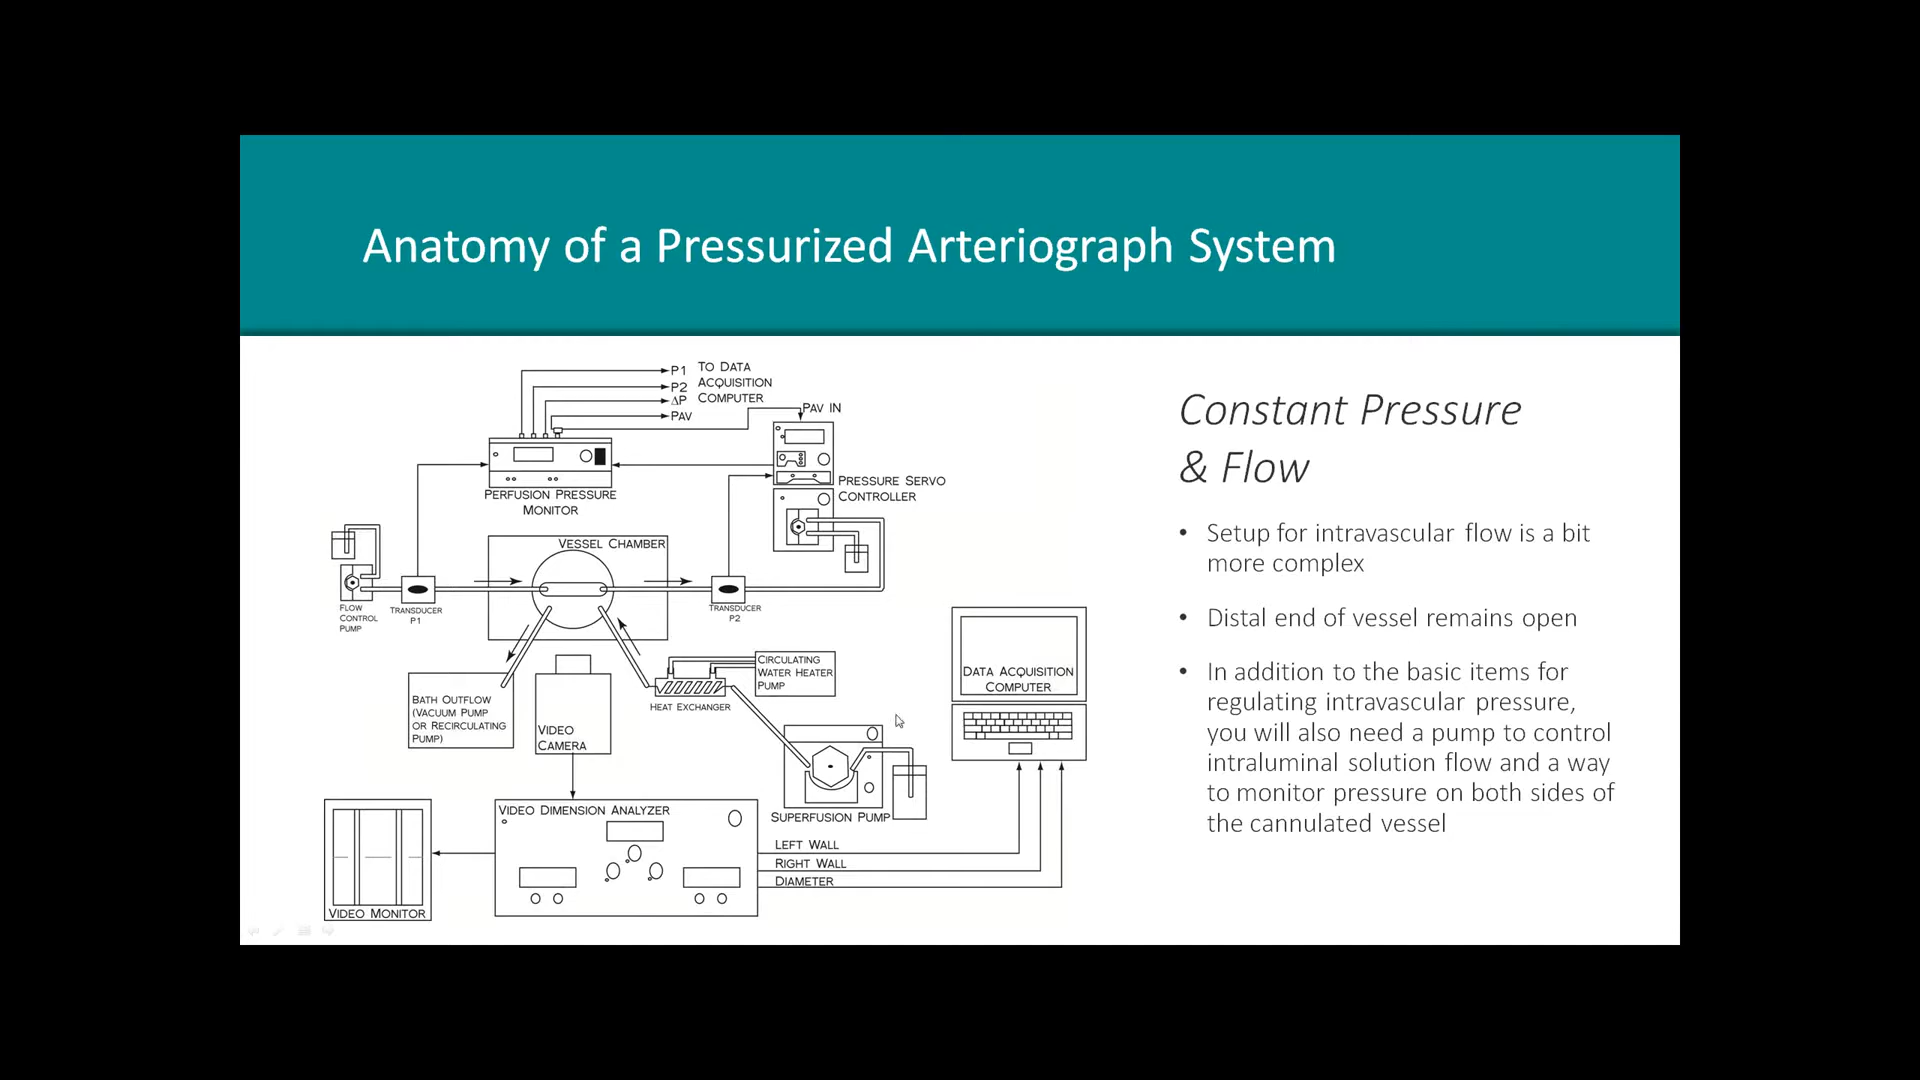 Anatomy of a Pressurized Arteriograph System
P1
TO DATA
P2
ACQUISITION
ΔP
COMPUTER
PAV
PAV IN
PERFUSION PRESSURE
MONITOR
PRESSURE SERVO
CONTROLLER
VESSEL CHAMBER
FLOW
CONTROL
PUMP
TRANSDUCER
P1
TRANSDUCER
P2
BATH OUTFLOW
(VACUUM PUMP
OR RECIRCULATING
PUMP)
VIDEO
CAMERA
HEAT EXCHANGER
CIRCULATING
WATER HEATER
PUMP
DATA ACQUISITION
COMPUTER
SUPERFUSION PUMP
VIDEO DIMENSION ANALYZER
VIDEO MONITOR
LEFT WALL
RIGHT WALL
DIAMETER
Constant Pressure
& Flow
• Setup for intravascular flow is a bit
more complex
• Distal end of vessel remains open
• In addition to the basic items for
regulating intravascular pressure,
you will also need a pump to control
intraluminal solution flow and a way
to monitor pressure on both sides of
the cannulated vessel